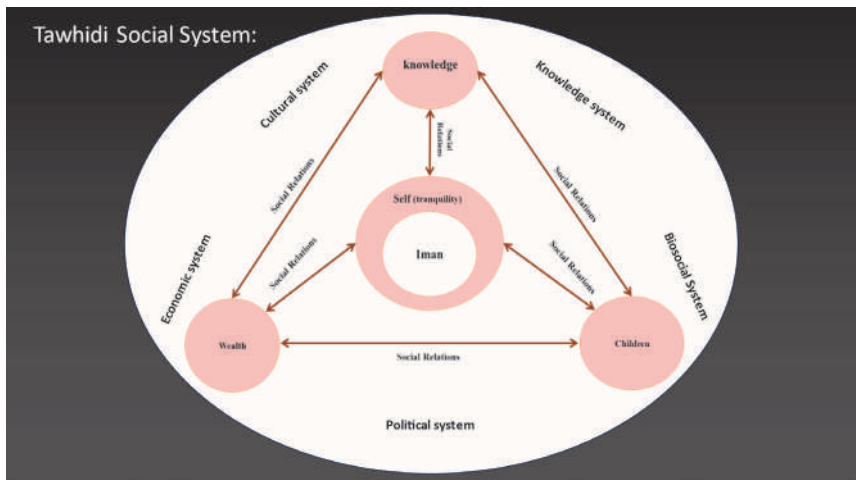 Tawhidi Social System:
knowledge
Cultural system
Knowledge system
Social
Relations
Social Relations
Social Relations
Self (tranquility)
Iman
Social Relations
Social Relations
Economic system
Biosocial System
Wealth
Children
Social Relations
Political system